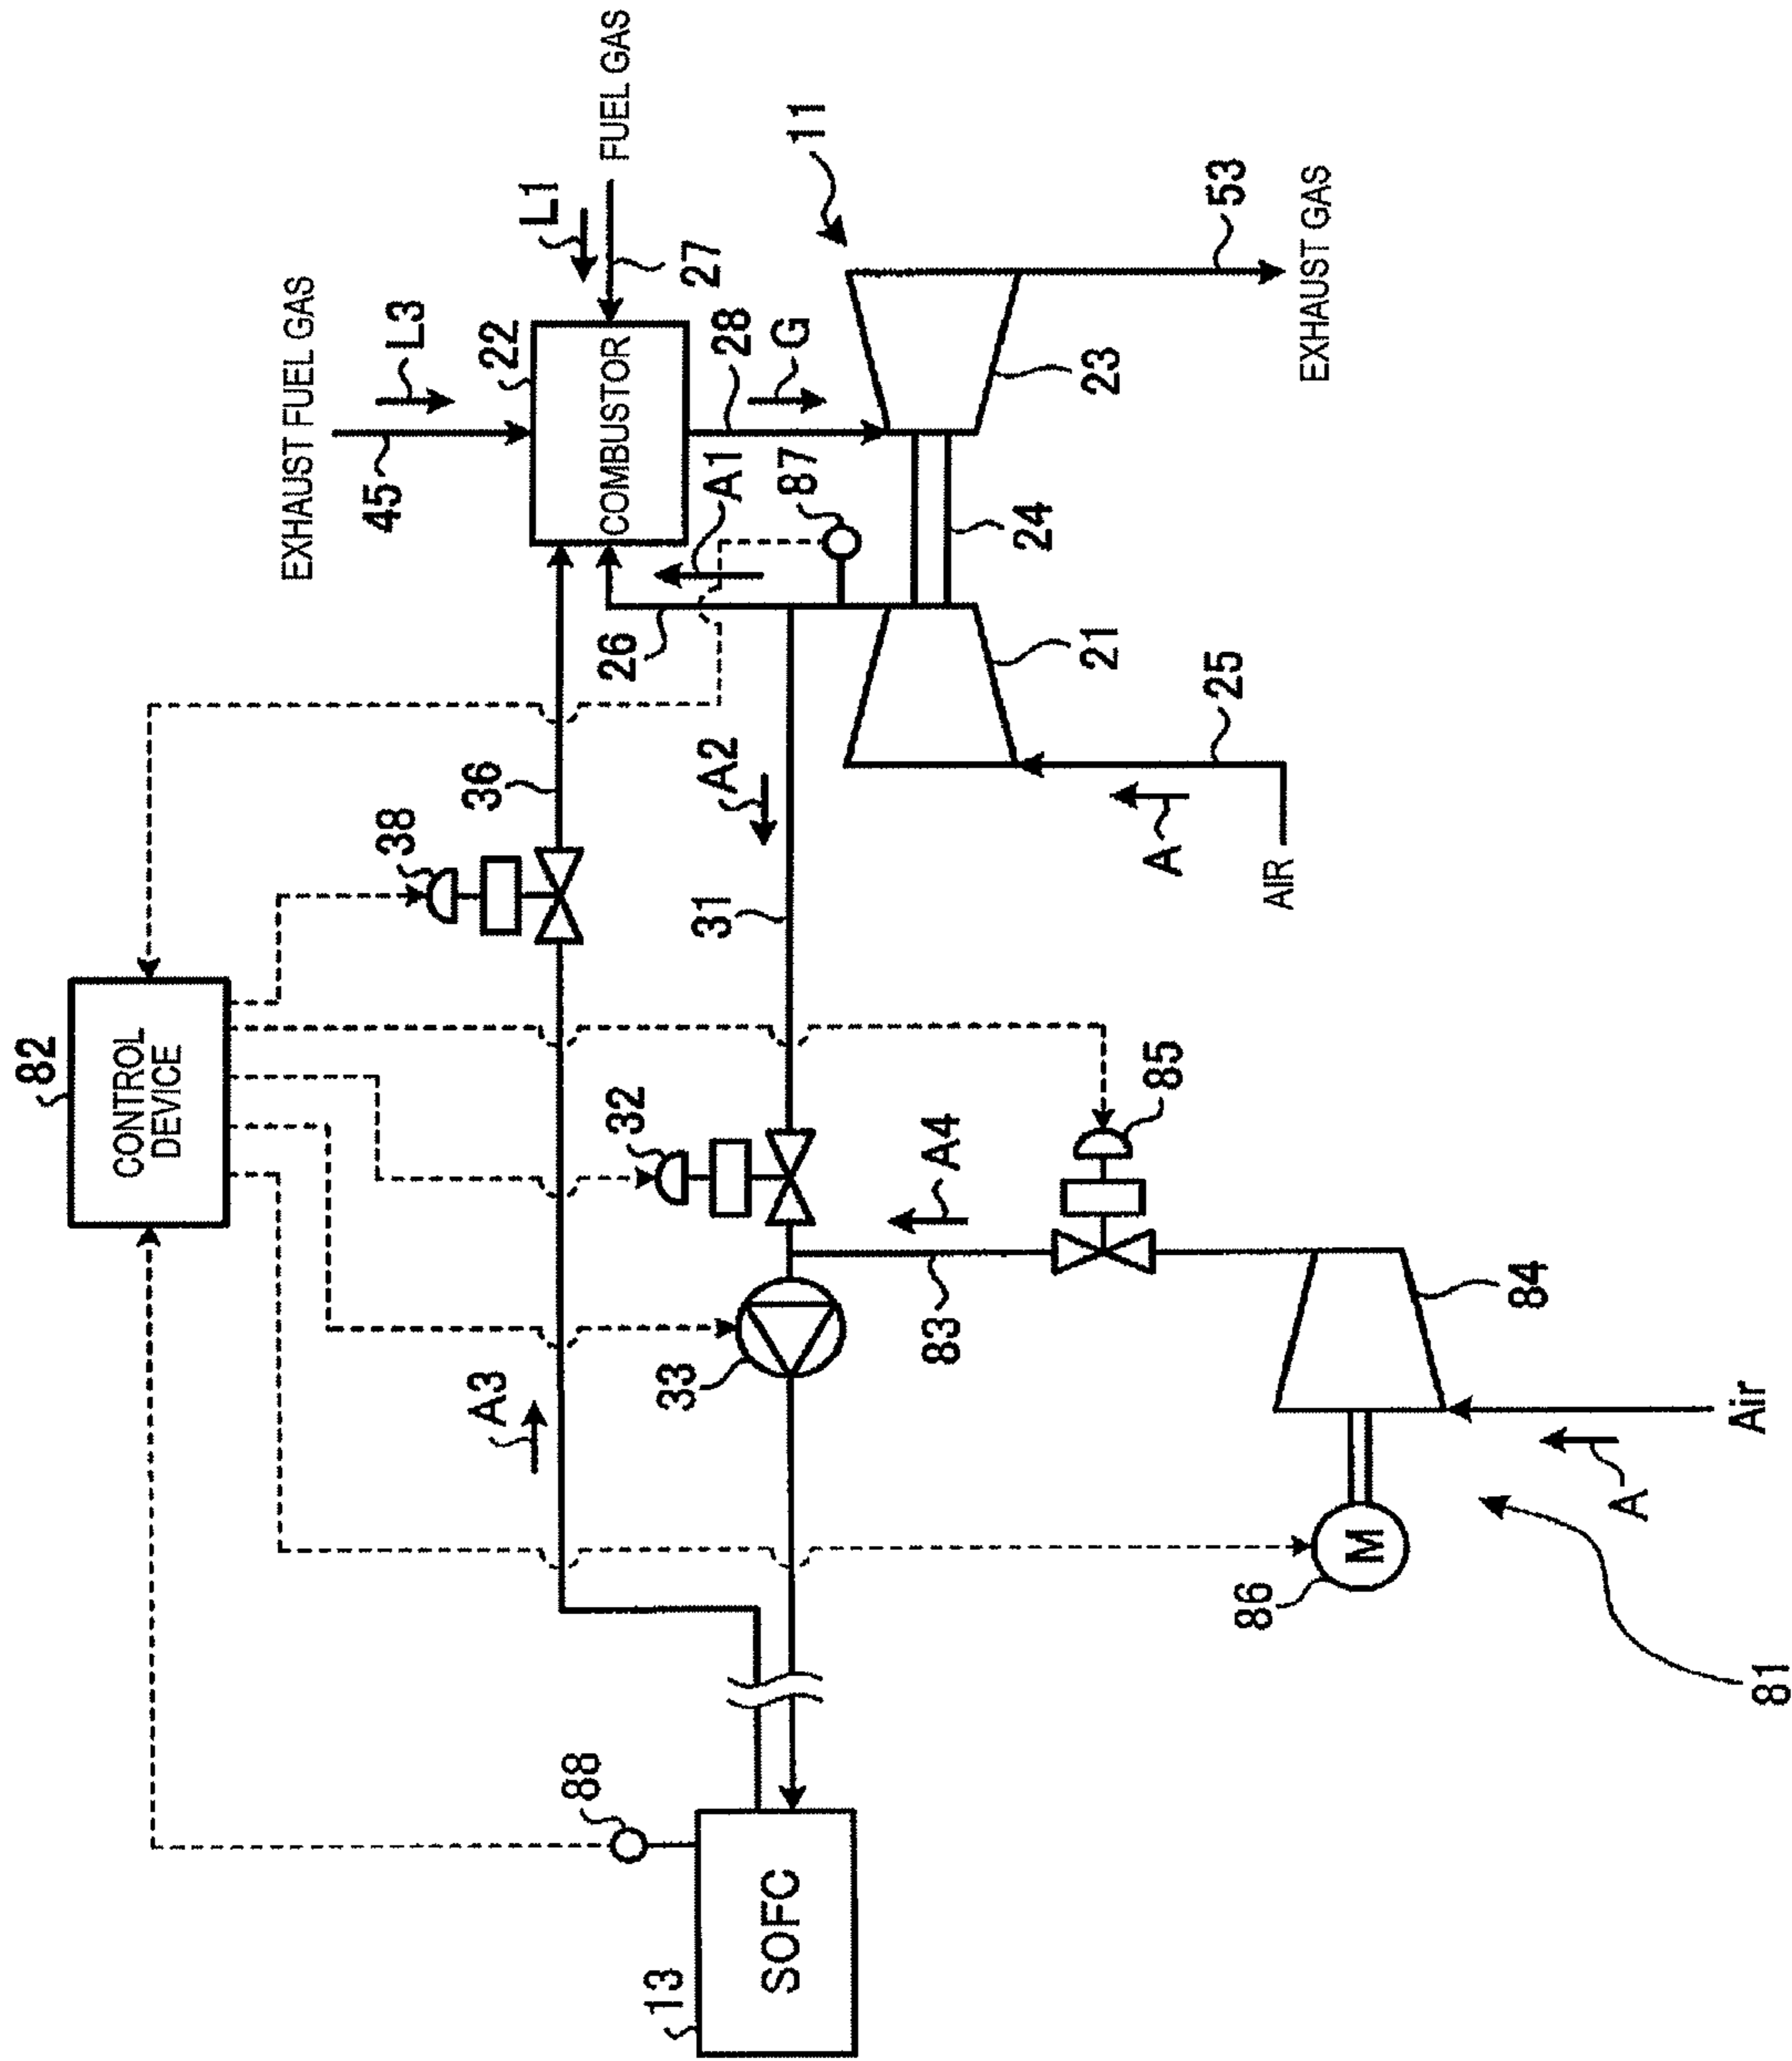 82
CONTROL
DEVICE
EXHAUST FUEL GAS
L3
45
22
COMBUSTOR
L1
FUEL GAS
27
28
G
11
A1
87
26
36
38
A2
31
24
23
21
53
EXHAUST GAS
25
A
AIR
32
A3
33
A4
83
85
84
Air
A
M
86
81
88
13
SOFC